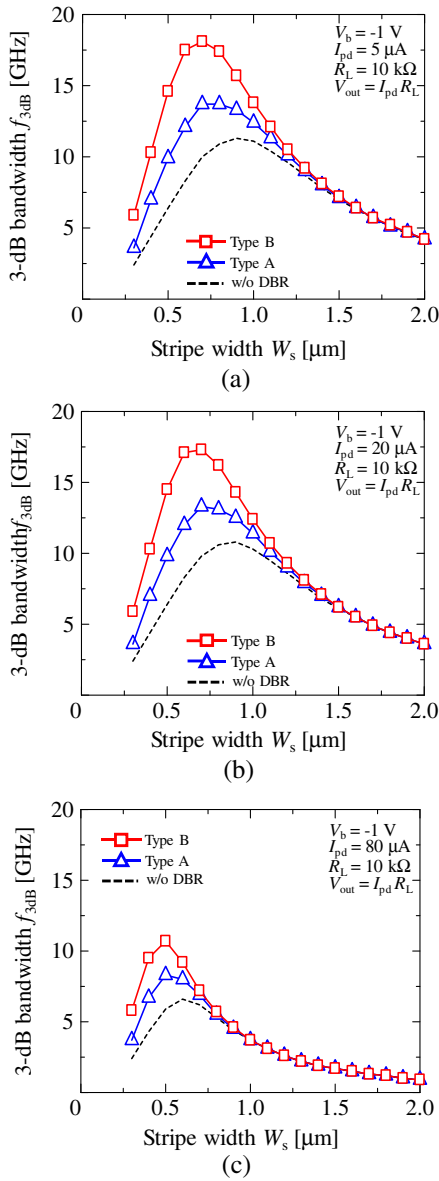 3-dB bandwidth f3dB [GHz]
20
15
10
5
0
0.5
1.0
1.5
2.0
Vb = -1 V
Ipd = 5 μA
RL = 10 kΩ
Vout = Ipd RL
Type B
Type A
w/o DBR
Stripe width Ws [μm]
(a)
3-dB bandwidthf3dB [GHz]
20
15
10
5
0
0.5
1.0
1.5
2.0
Vb = -1 V
Ipd = 20 μA
RL = 10 kΩ
Vout = Ipd RL
Type B
Type A
w/o DBR
Stripe width Ws [μm]
(b)
3-dB bandwidth f3dB [GHz]
20
15
10
5
0
0.5
1.0
1.5
2.0
Type B
Type A
w/o DBR
Vb = -1 V
Ipd = 80 μA
RL = 10 kΩ
Vout = Ipd RL
Stripe width Ws [μm]
(c)